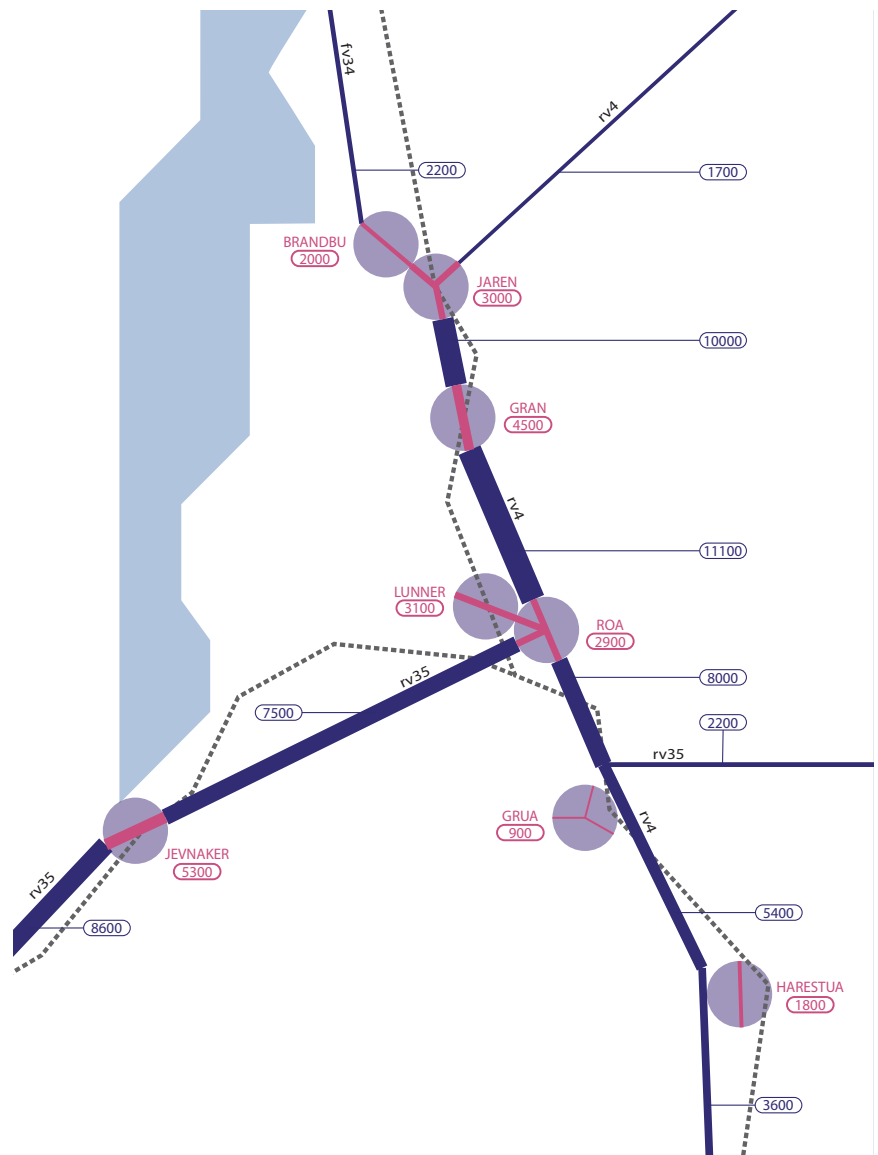 fv34
rv4
2200
1700
BRANDBU
2000
JAREN
3000
10000
GRAN
4500
rv4
11100
LUNNER
3100
ROA
2900
rv35
8000
7500
2200
rv35
GRUA
900
rv4
JEVNAKER
5300
rv35
8600
5400
HARESTUA
1800
3600